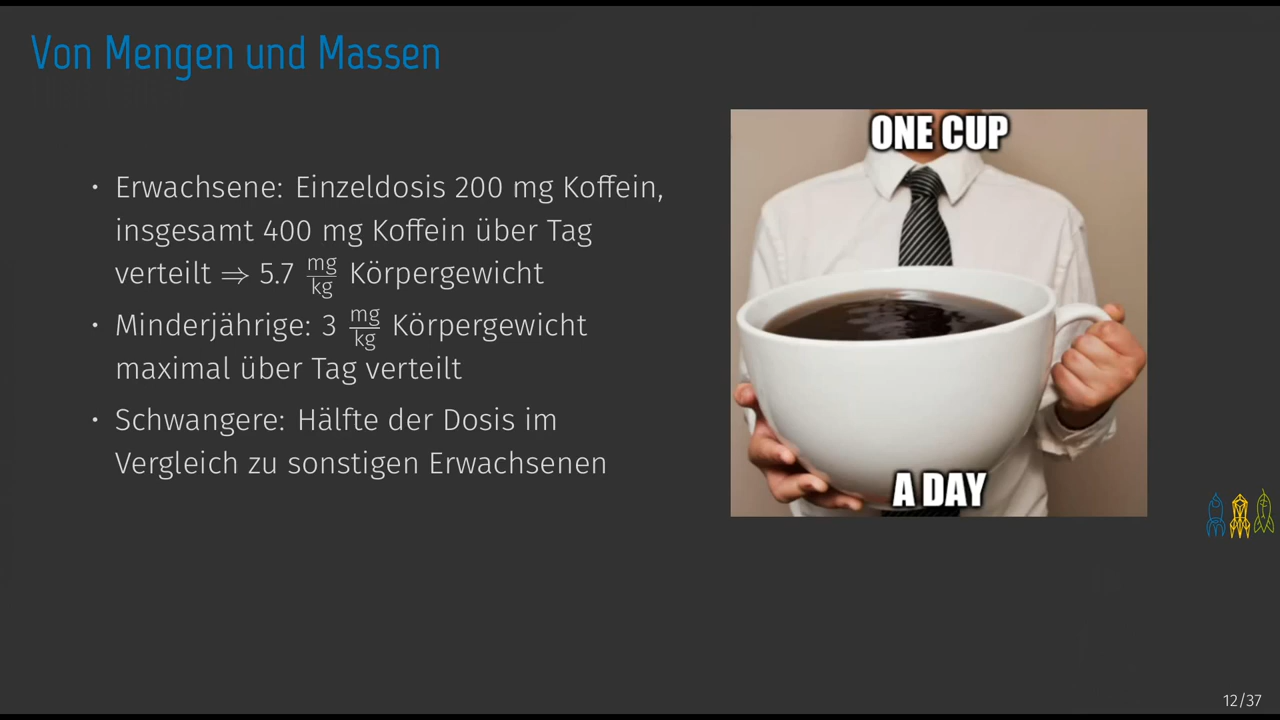 Von Mengen und Massen
• Erwachsene: Einzeldosis 200 mg Koffein,
insgesamt 400 mg Koffein über Tag
verteilt ⇒ 5.7 mg/kg Körpergewicht
• Minderjährige: 3 mg/kg Körpergewicht
maximal über Tag verteilt
• Schwangere: Hälfte der Dosis im
Vergleich zu sonstigen Erwachsenen
ONE CUP
A DAY
12/37